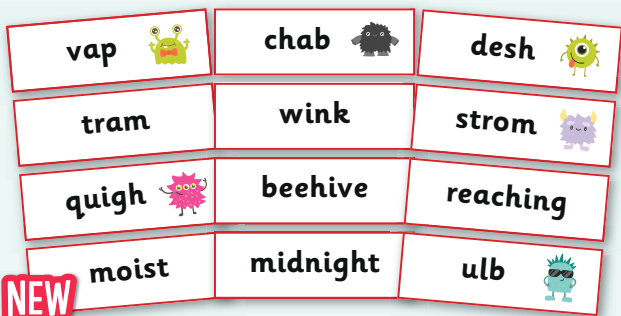 vap
chab
desh
tram
wink
strom
quigh
beehive
reaching
moist
midnight
ulb
NEW